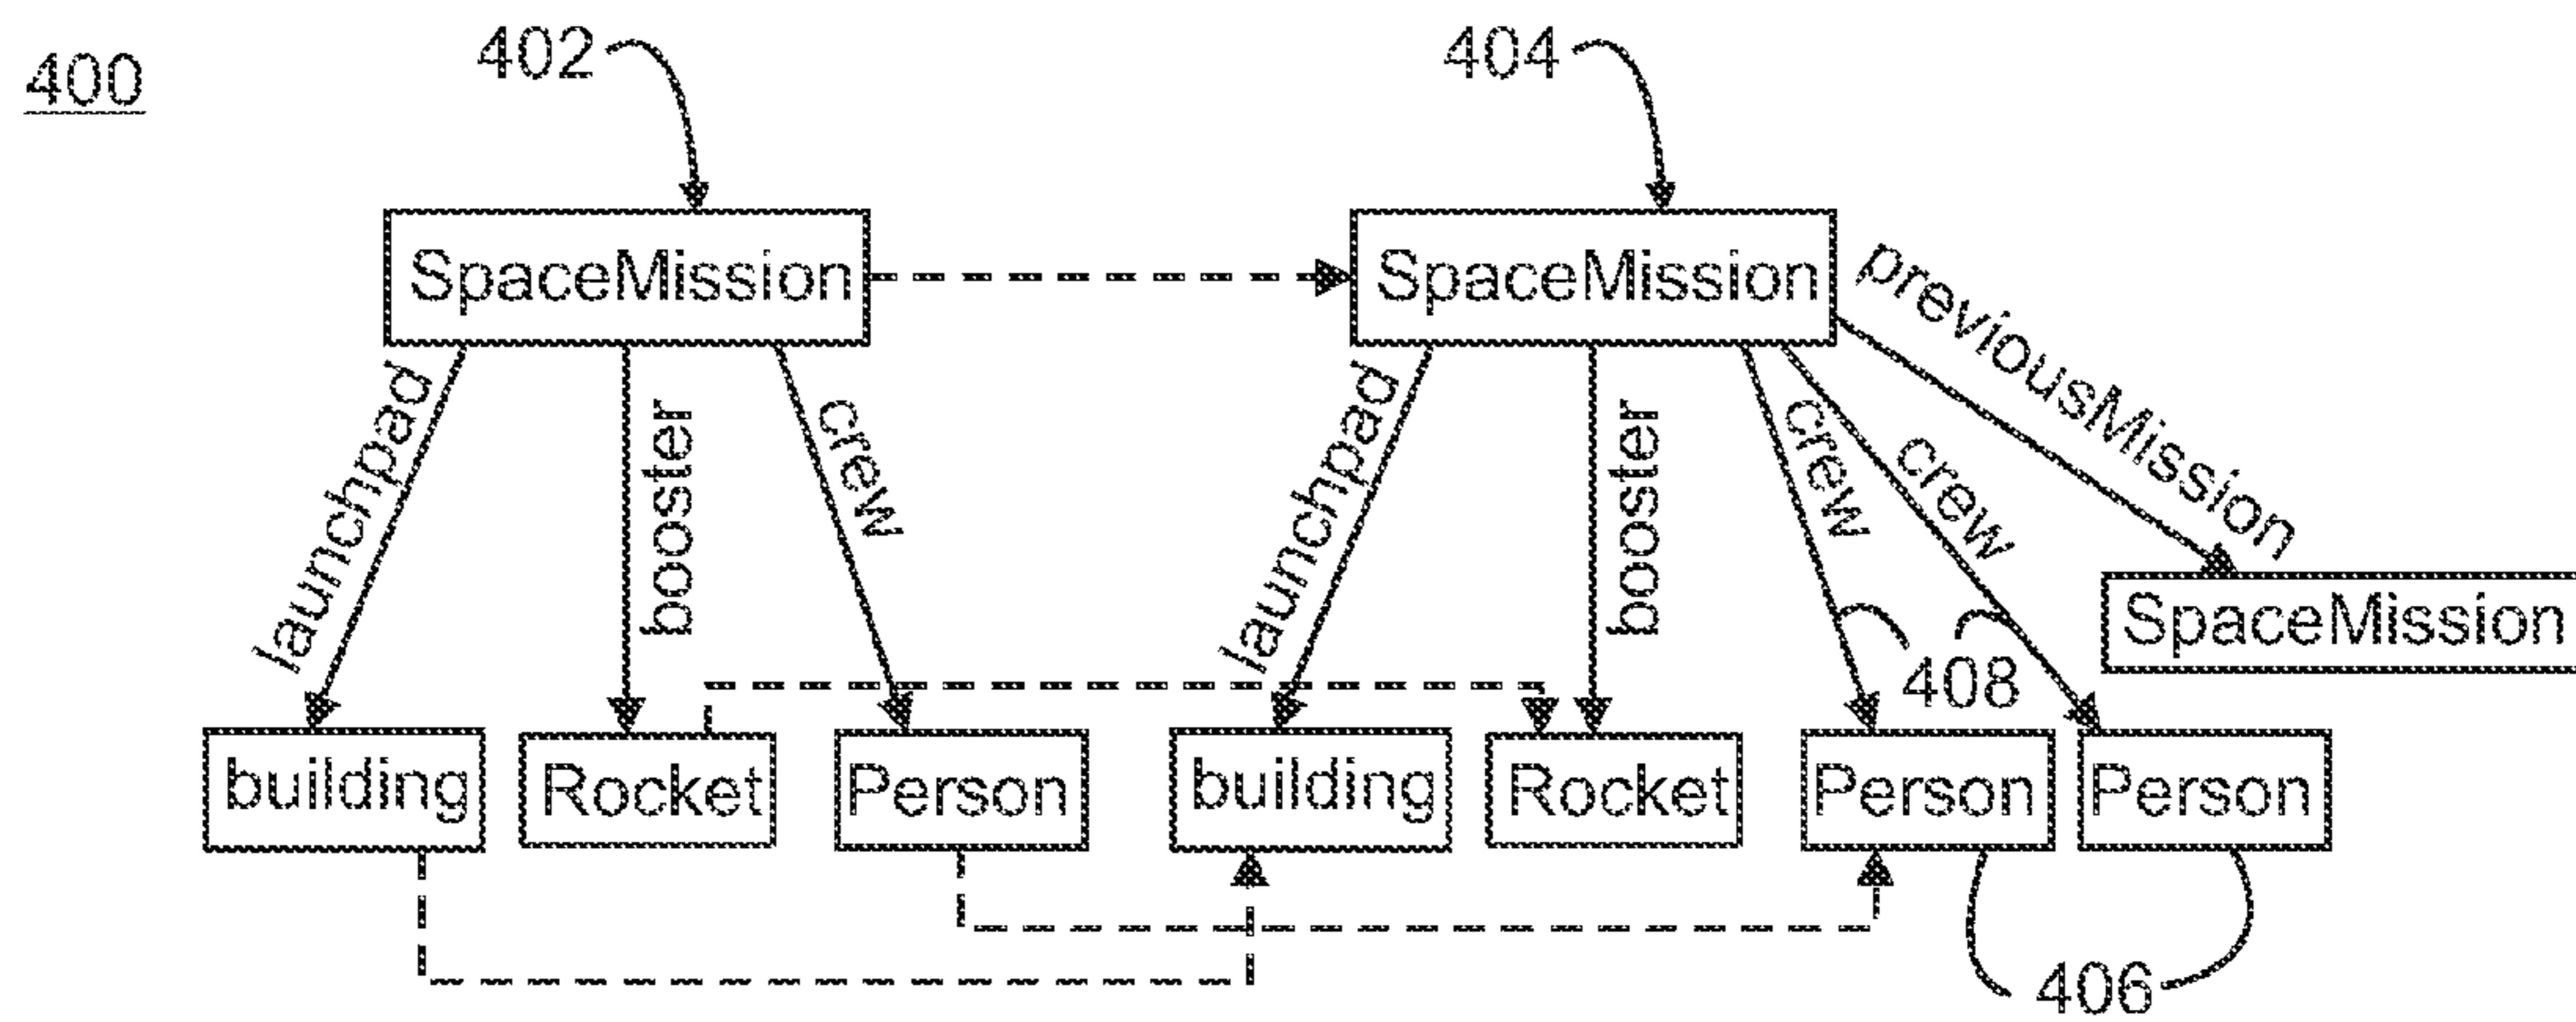 400
402
404
SpaceMission
SpaceMission
previousMission
launchpad
booster
crew
launchpad
booster
crew
crew
SpaceMission
408
building
Rocket
Person
building
Rocket
Person
Person
406